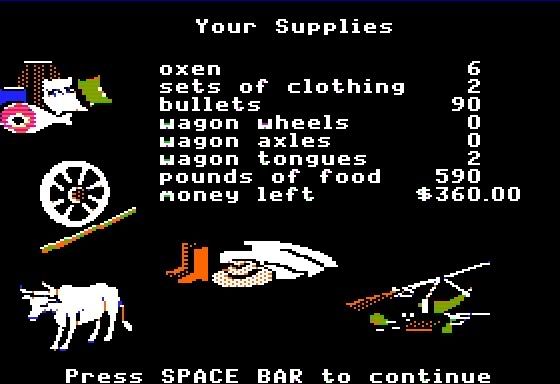 Your Supplies
oxen 6
sets of clothing 2
bullets 90
wagon wheels 0
wagon axles 0
wagon tongues 2
pounds of food 590
money left $360.00
Press SPACE BAR to continue